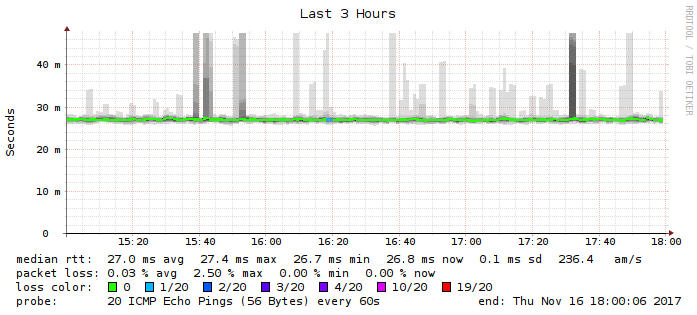 Last 3 Hours
RRDTOOL / TOBI OETIKER
Seconds
40 m
30 m
20 m
10 m
0
15:20 15:40 16:00 16:20 16:40 17:00 17:20 17:40 18:00
median rtt: 27.0 ms avg 27.4 ms max 26.7 ms min 26.8 ms now 0.1 ms sd 236.4 am/s
packet loss: 0.03 % avg 2.50 % max 0.00 % min 0.00 % now
loss color: 0 1/20 2/20 3/20 4/20 10/20 19/20
probe: 20 ICMP Echo Pings (56 Bytes) every 60s end: Thu Nov 16 18:00:06 2017